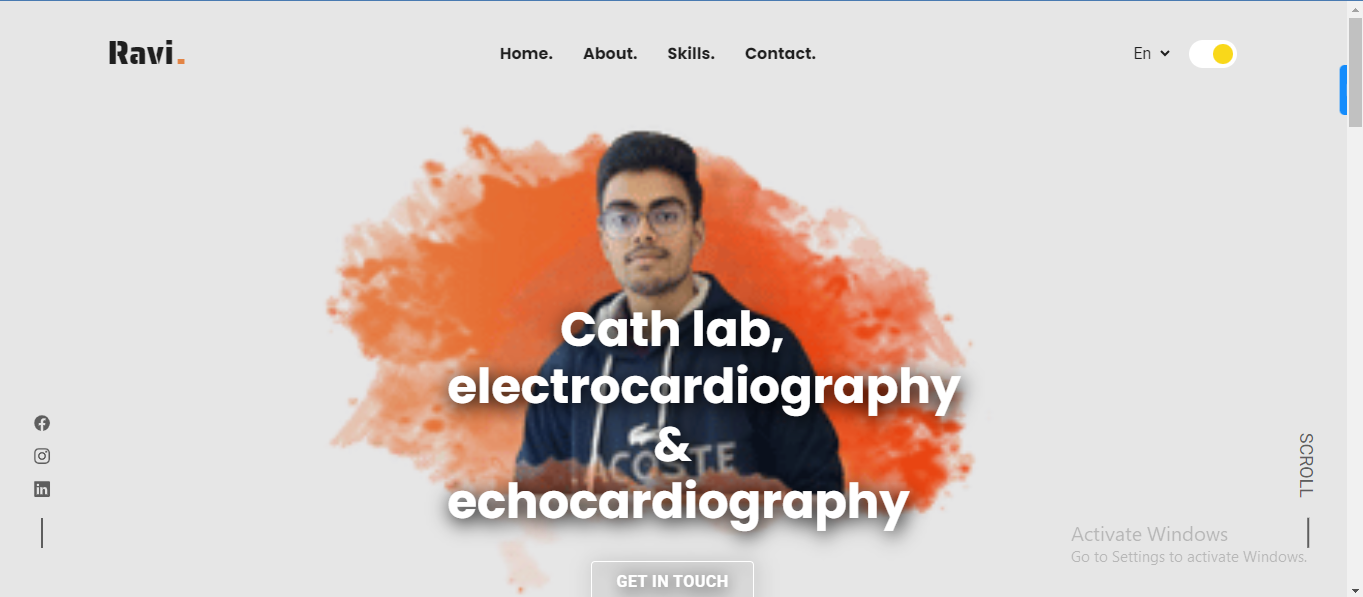 Ravi.
Home. About. Skills. Contact.
En
Cath lab,
electrocardiography
&
echocardiography
LACOSTE
GET IN TOUCH
SCROLL
Activate Windows
Go to Settings to activate Windows.